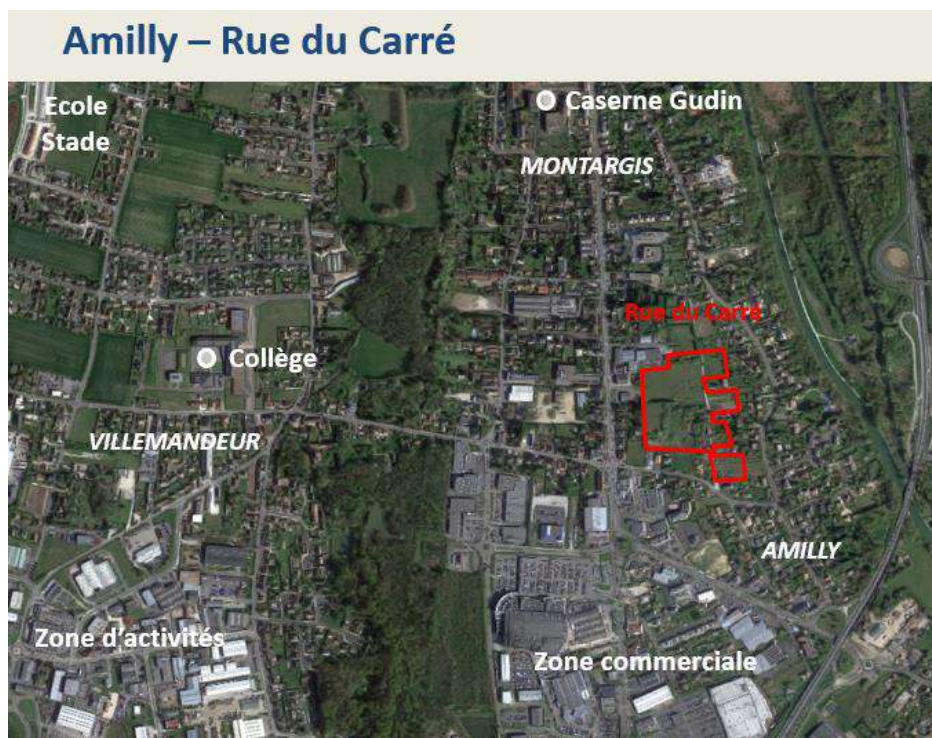 Amilly – Rue du Carré
Ecole
Stade
Caserne Gudin
MONTARGIS
Rue du Carré
Collège
VILLEMANDEUR
AMILLY
Zone d'activités
Zone commerciale